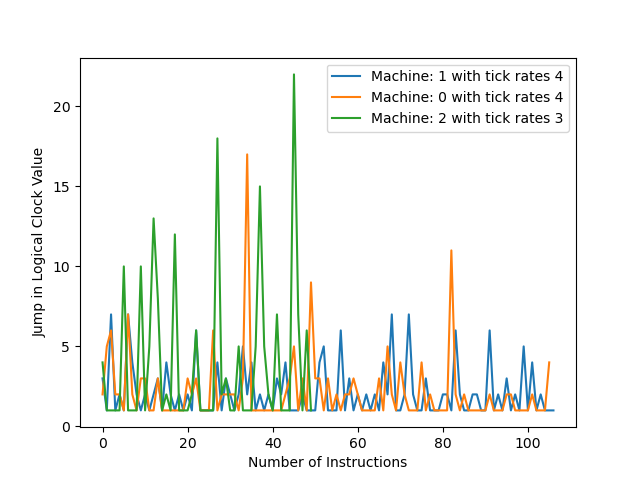 Machine: 1 with tick rates 4
Machine: 0 with tick rates 4
Machine: 2 with tick rates 3
Jump in Logical Clock Value
20
15
10
5
0
0 20 40 60 80 100
Number of Instructions